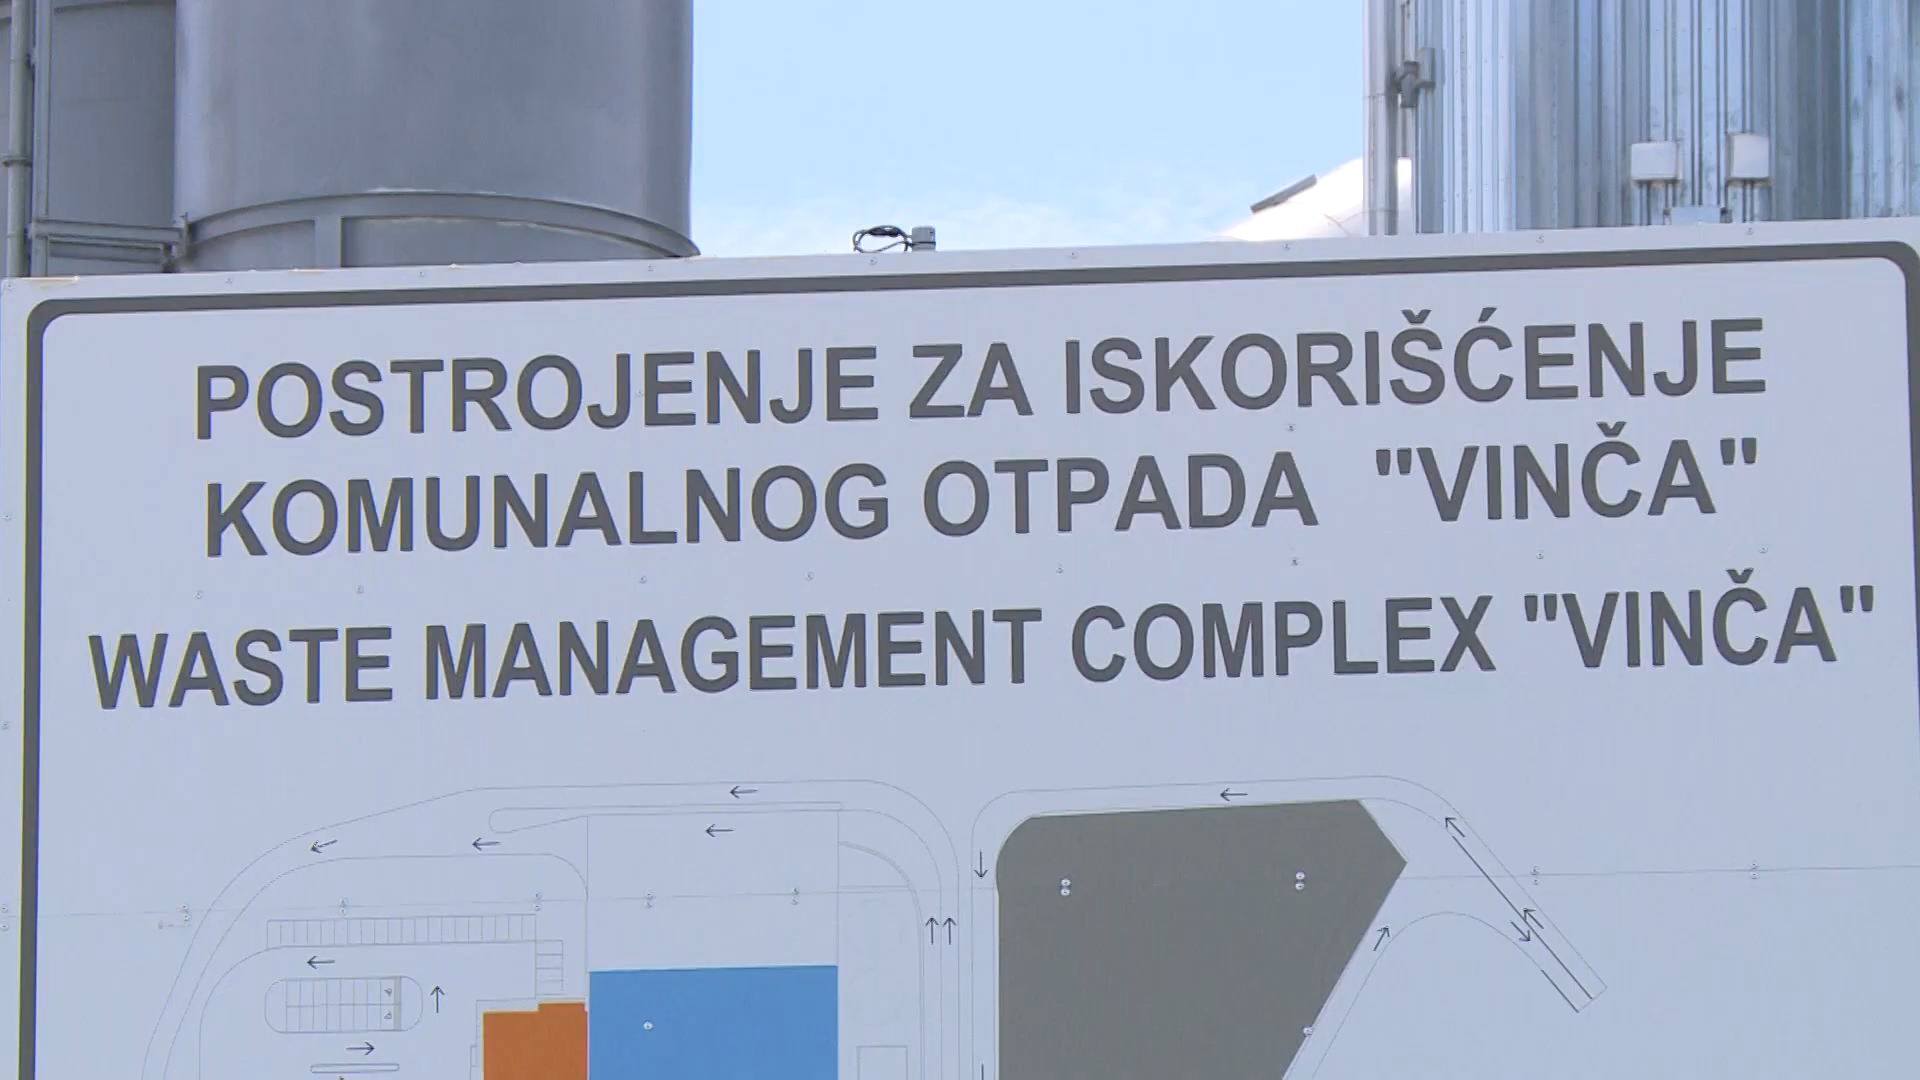 POSTROJENJE ZA ISKORIŠĆENJE
KOMUNALNOG OTPADA "VINČA"
WASTE MANAGEMENT COMPLEX "VINČA"